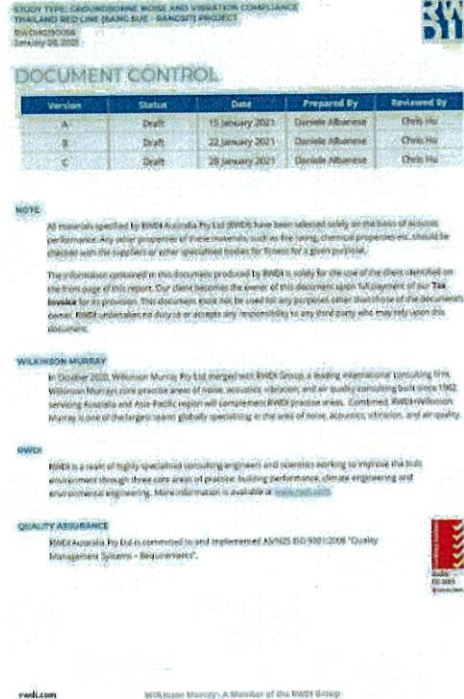 STUDY TYPE: GROUNDBORNE NOISE AND VIBRATION COMPLIANCE
THAILAND RED LINE (BANG SUE - RANGSIT) PROJECT
January 28, 2021
RWDI
DOCUMENT CONTROL
Version Status Date Prepared By Reviewed By
A Draft 15 January 2021 Daniele Albanese Chris Hu
B Draft 22 January 2021 Daniele Albanese Chris Hu
C Draft 28 January 2021 Daniele Albanese Chris Hu
NOTE
All materials specified by RWDI Australia Pty Ltd (RWDI) have been selected solely on the basis of acoustic
performance. Any other properties of these materials, such as fire rating, chemical properties etc. should be
checked with the suppliers or other specialised bodies for fitness for a given purpose.
The information contained in this document produced by RWDI is solely for the use of the client identified on
the front page of this report. Our client becomes the owner of this document upon full payment of our Tax
Invoice for its provision. This document must not be used for any purposes other than those of the document's
owner. RWDI undertakes no duty to or accepts any responsibility to any third party who may rely upon this
document.
WILKINSON MURRAY
In October 2020, Wilkinson Murray Pty Ltd merged with RWDI Group, a leading international consulting firm.
Wilkinson Murray's core practise areas of noise, acoustics, vibration, and air quality consulting built since 1962
servicing Australia and Asia-Pacific region will complement RWDI practise areas. Combined, RWDI+Wilkinson
Murray is one of the largest teams globally specialising in the area of noise, acoustics, vibration, and air quality.
RWDI
RWDI is a team of highly specialised consulting engineers and scientists working to improve the built
environment through three core areas of practice: building performance, climate engineering and
environmental engineering. More information is available at www.rwdi.com
QUALITY ASSURANCE
RWDI Australia Pty Ltd is committed to and implemented AS/NZS ISO 9001:2008 "Quality
Management Systems – Requirements".
rwdi.com Wilkinson Murray: A Member of the RWDI Group